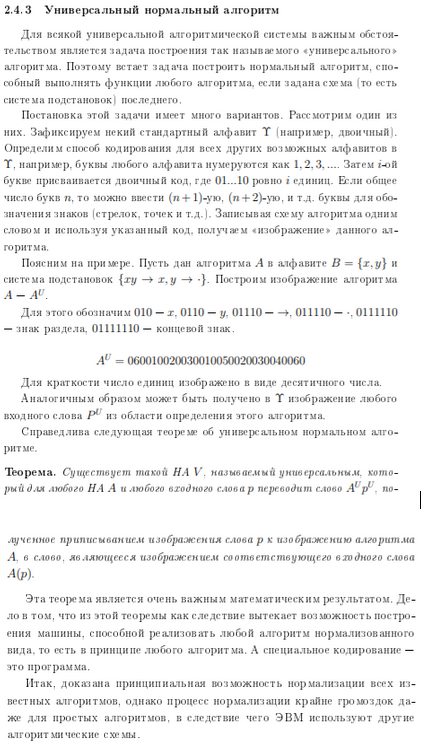 2.4.3 Универсальный нормальный алгоритм
Для всякой универсальной алгоритмической системы важным обстоя-
тельством является задача построения так называемого «универсального»
алгоритма. Поэтому встает задача построить нормальный алгоритм, спо-
собный выполнять функции любого алгоритма, если задана схема (то есть
система подстановок) последнего.
Постановка этой задачи имеет много вариантов. Рассмотрим один из
них. Зафиксируем некий стандартный алфавит ϒ (например, двоичный).
Определим способ кодирования для всех других возможных алфавитов в
ϒ, например, буквы любого алфавита нумеруются как 1, 2, 3, .... Затем i-ой
букве присваивается двоичный код, где 01...10 ровно i единиц. Если общее
число букв n, то можно ввести (n + 1)-ую, (n + 2)-ую, и т.д. буквы для обо-
значения знаков (стрелок, точек и т.д.). Записывая схему алгоритма одним
словом и используя указанный код, получаем «изображение» данного ал-
горитма.
Поясним на примере. Пусть дан алгоритм A в алфавите B = {x, y} и
система подстановок {xy → x, y → ·}. Построим изображение алгоритма
A — A^U.
Для этого обозначим 010 — x, 0110 — y, 01110 — →, 011110 — ·, 0111110
— знак раздела, 01111110 — концевой знак.
A^U = 0600100200300100500200300400​60
Для краткости число единиц изображено в виде десятичного числа.
Аналогичным образом может быть получено в ϒ изображение любого
входного слова P^U из области определения этого алгоритма.
Справедлива следующая теореме об универсальном нормальном алго-
ритме.
Теорема. Существует такой НА V, называемый универсальным, кото-
рый для любого НА A и любого входного слова p переводит слово A^U p^U, по-
лученное приписыванием изображения слова p к изображению алгоритма
A, в слово, являющееся изображением соответствующего входного слова
A(p).
Эта теорема является очень важным математическим результатом. Де-
ло в том, что из этой теоремы как следствие вытекает возможность постро-
ения машины, способной реализовать любой алгоритм нормализованного
вида, то есть в принципе любого алгоритма. А специальное кодирование —
это программа.
Итак, доказана принципиальная возможность нормализации всех из-
вестных алгоритмов, однако процесс нормализации крайне громоздок да-
же для простых алгоритмов, в следствие чего ЭВМ используют другие
алгоритмические схемы.